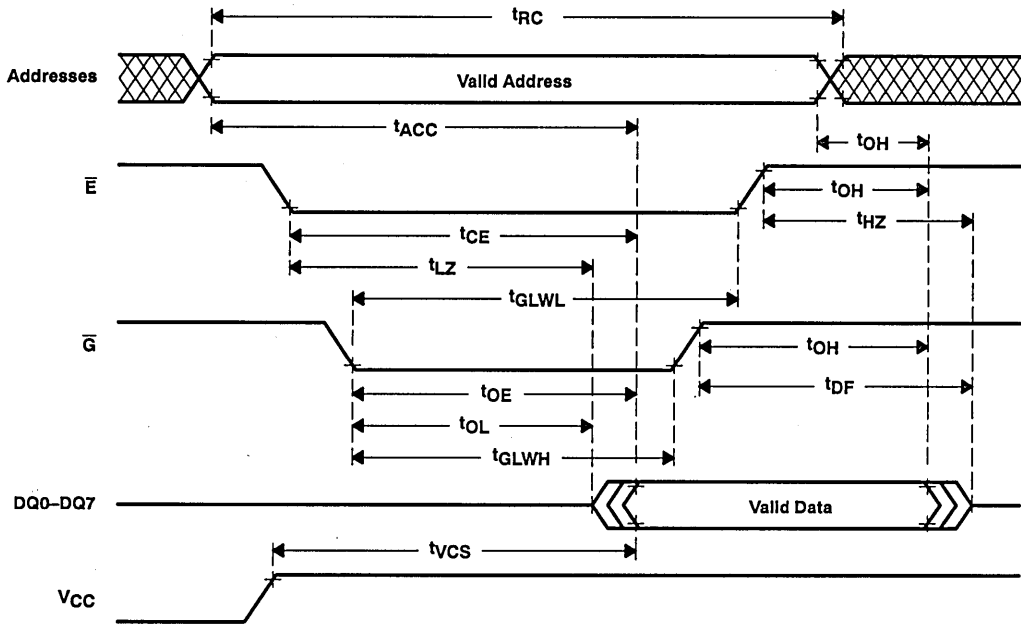 tRC
Addresses
Valid Address
tACC
tOH
E̅
tOH
tCE
tHZ
tLZ
tGLWL
G̅
tOH
tOE
tDF
tOL
tGLWH
DQ0–DQ7
Valid Data
tVCS
VCC